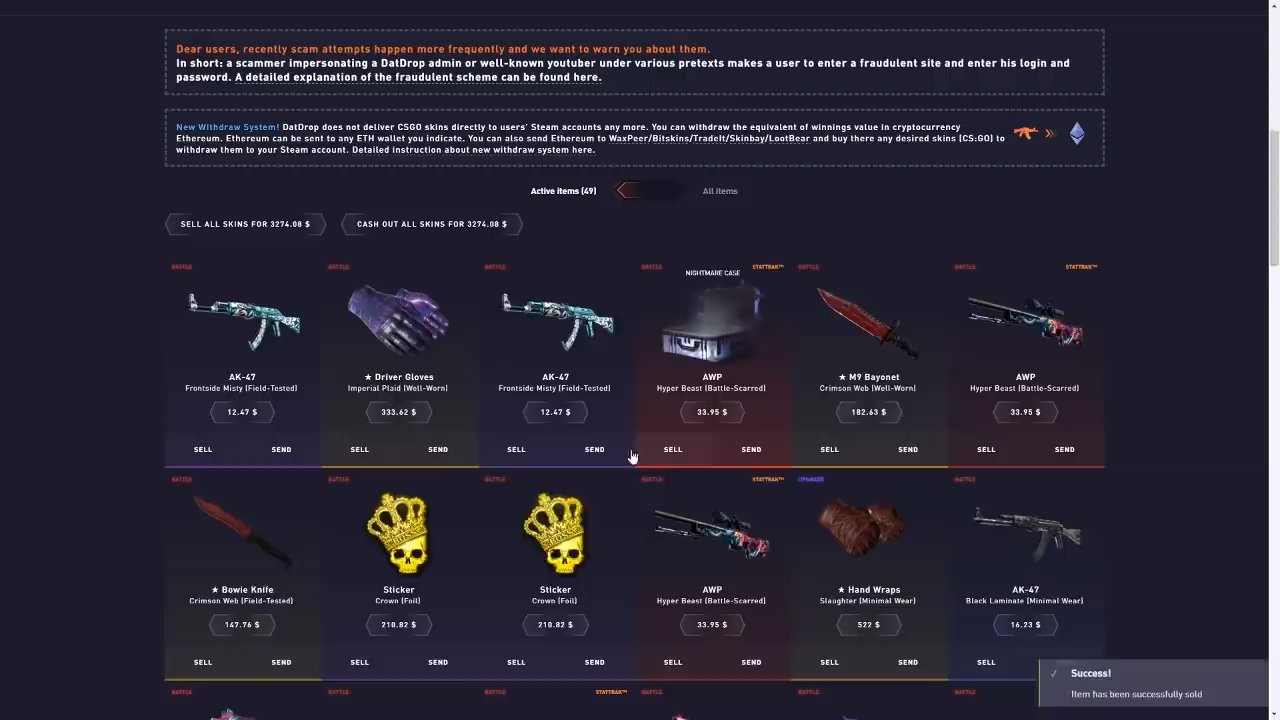 Dear users, recently scam attempts happen more frequently and we want to warn you about them.
In short: a scammer impersonating a DatDrop admin or well-known youtuber under various pretexts makes a user to enter a fraudulent site and enter his login and
password. A detailed explanation of the fraudulent scheme can be found here.
New Withdraw System! DatDrop does not deliver CSGO skins directly to users' Steam accounts any more. You can withdraw the equivalent of winnings value in cryptocurrency
Ethereum. Ethereum can be sent to any ETH wallet you indicate. You can also send Ethereum to WaxPeer/Bitskins/TradeIt/Skinbay/LootBear and buy there any desired skins (CS:GO) to
withdraw them to your Steam account. Detailed instruction about new withdraw system here.
Active items (49) All items
SELL ALL SKINS FOR 3274.08 $ CASH OUT ALL SKINS FOR 3274.08 $
BATTLE BATTLE BATTLE BATTLE STATTRAK™ BATTLE BATTLE STATTRAK™
NIGHTMARE CASE
AK-47 ★ Driver Gloves AK-47 AWP ★ M9 Bayonet AWP
Frontside Misty (Field-Tested) Imperial Plaid (Well-Worn) Frontside Misty (Field-Tested) Hyper Beast (Battle-Scarred) Crimson Web (Well-Worn) Hyper Beast (Battle-Scarred)
12.47 $ 333.62 $ 12.47 $ 33.95 $ 182.63 $ 33.95 $
SELL SEND SELL SEND SELL SEND SELL SEND SELL SEND SELL SEND
BATTLE BATTLE BATTLE BATTLE STATTRAK™ UPGRADE BATTLE
★ Bowie Knife Sticker Sticker AWP ★ Hand Wraps AK-47
Crimson Web (Field-Tested) Crown (Foil) Crown (Foil) Hyper Beast (Battle-Scarred) Slaughter (Minimal Wear) Black Laminate (Minimal Wear)
147.76 $ 210.82 $ 210.82 $ 33.95 $ 522 $ 16.23 $
SELL SEND SELL SEND SELL SEND SELL SEND SELL SEND SELL
BATTLE BATTLE BATTLE STATTRAK™ BATTLE BATTLE BATTLE
Success!
Item has been successfully sold